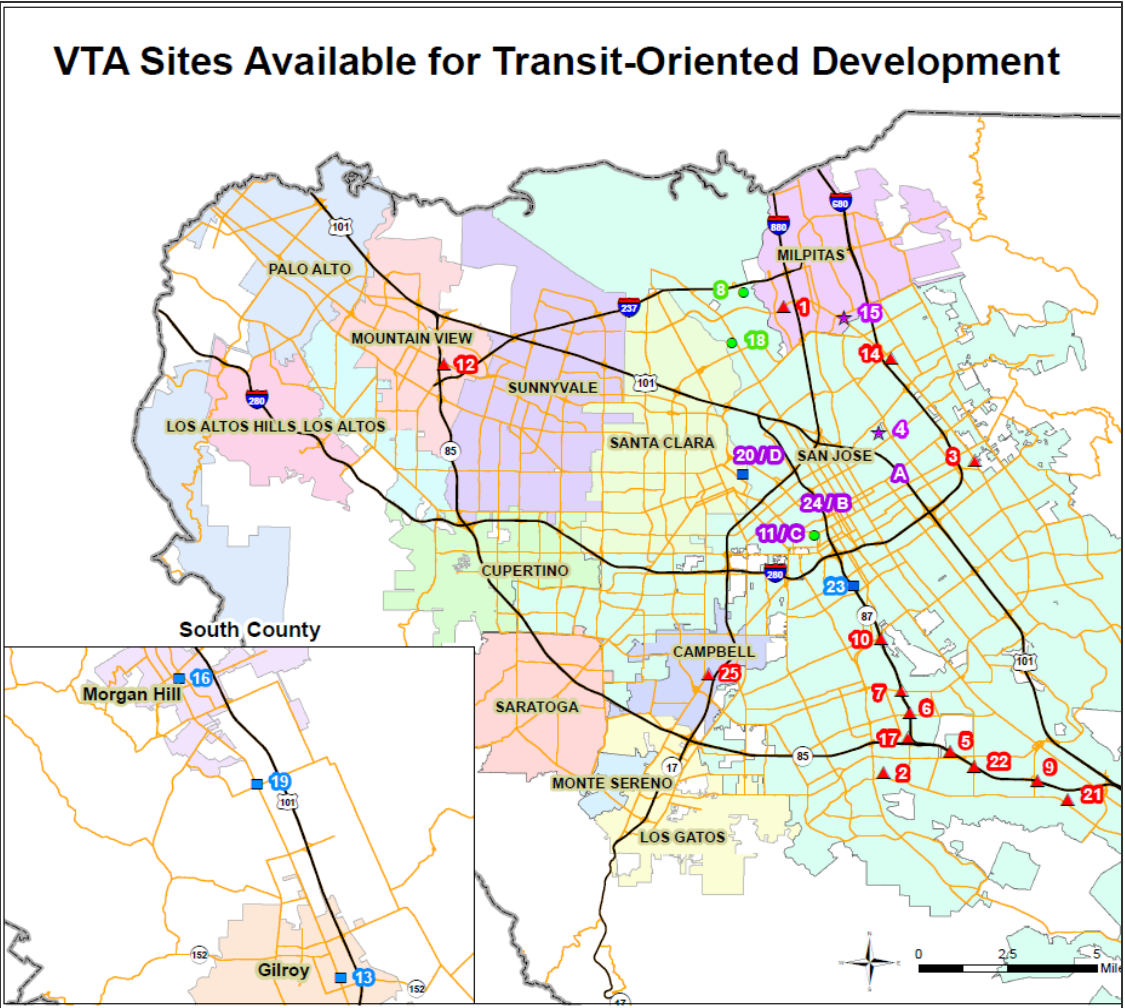 VTA Sites Available for Transit-Oriented Development
680
101
880
MILPITAS
PALO ALTO
8
237
1
15
18
MOUNTAIN VIEW
14
12
101
SUNNYVALE
280
LOS ALTOS HILLS LOS ALTOS
4
SANTA CLARA
85
20 / D
SAN JOSE
3
A
24 / B
11 / C
CUPERTINO
280
23
87
South County
10
CAMPBELL
101
25
16
Morgan Hill
7
SARATOGA
6
17
5
85
17
22
2
9
MONTE SERENO
19
21
101
LOS GATOS
152
N
W E
S
0 2.5 5
Mile
Gilroy
13
152
17